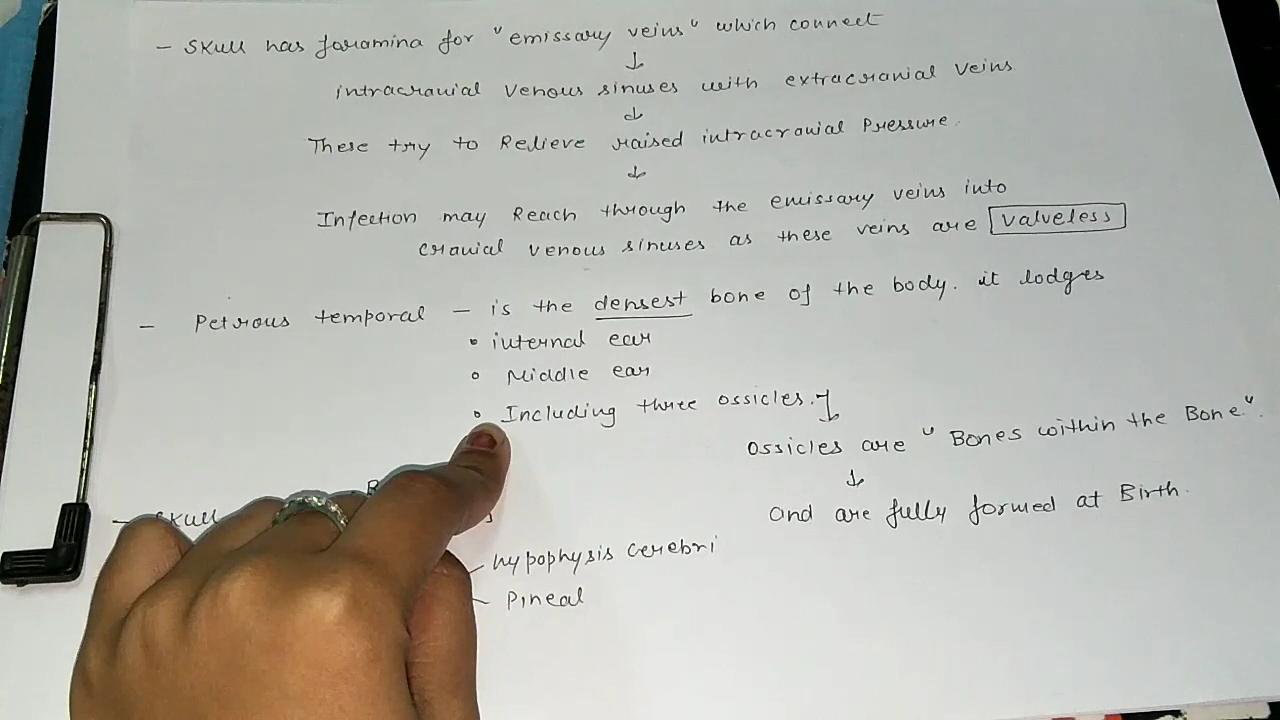 - Skull has foramina for "emissary veins" which connect
↓
intracranial venous sinuses with extracranial veins
↓
These try to Relieve raised intracranial Pressure.
↓
Infection may Reach through the emissary veins into
cranial venous sinuses as these veins are valveless
- Petrous temporal - is the densest bone of the body. it lodges
• internal ear
• Middle ear
• Including three ossicles.
↓
Ossicles are "Bones within the Bone".
↓
And are fully formed at Birth.
- Skull
hypophysis cerebri
Pineal